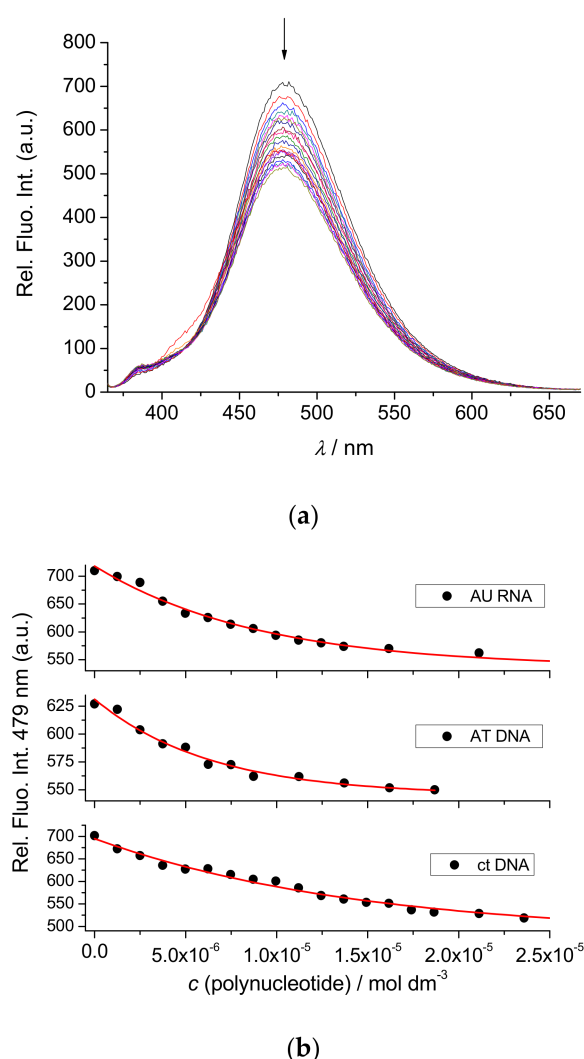 800
700
600
500
400
300
200
100
0
Rel. Fluo. Int. (a.u.)
400 450 500 550 600 650
λ / nm
(a)
700
650
600
550
AU RNA
625
600
575
550
AT DNA
700
650
600
550
500
ct DNA
Rel. Fluo. Int. 479 nm (a.u.)
0.0 5.0x10⁻⁶ 1.0x10⁻⁵ 1.5x10⁻⁵ 2.0x10⁻⁵ 2.5x10⁻⁵
c (polynucleotide) / mol dm⁻³
(b)